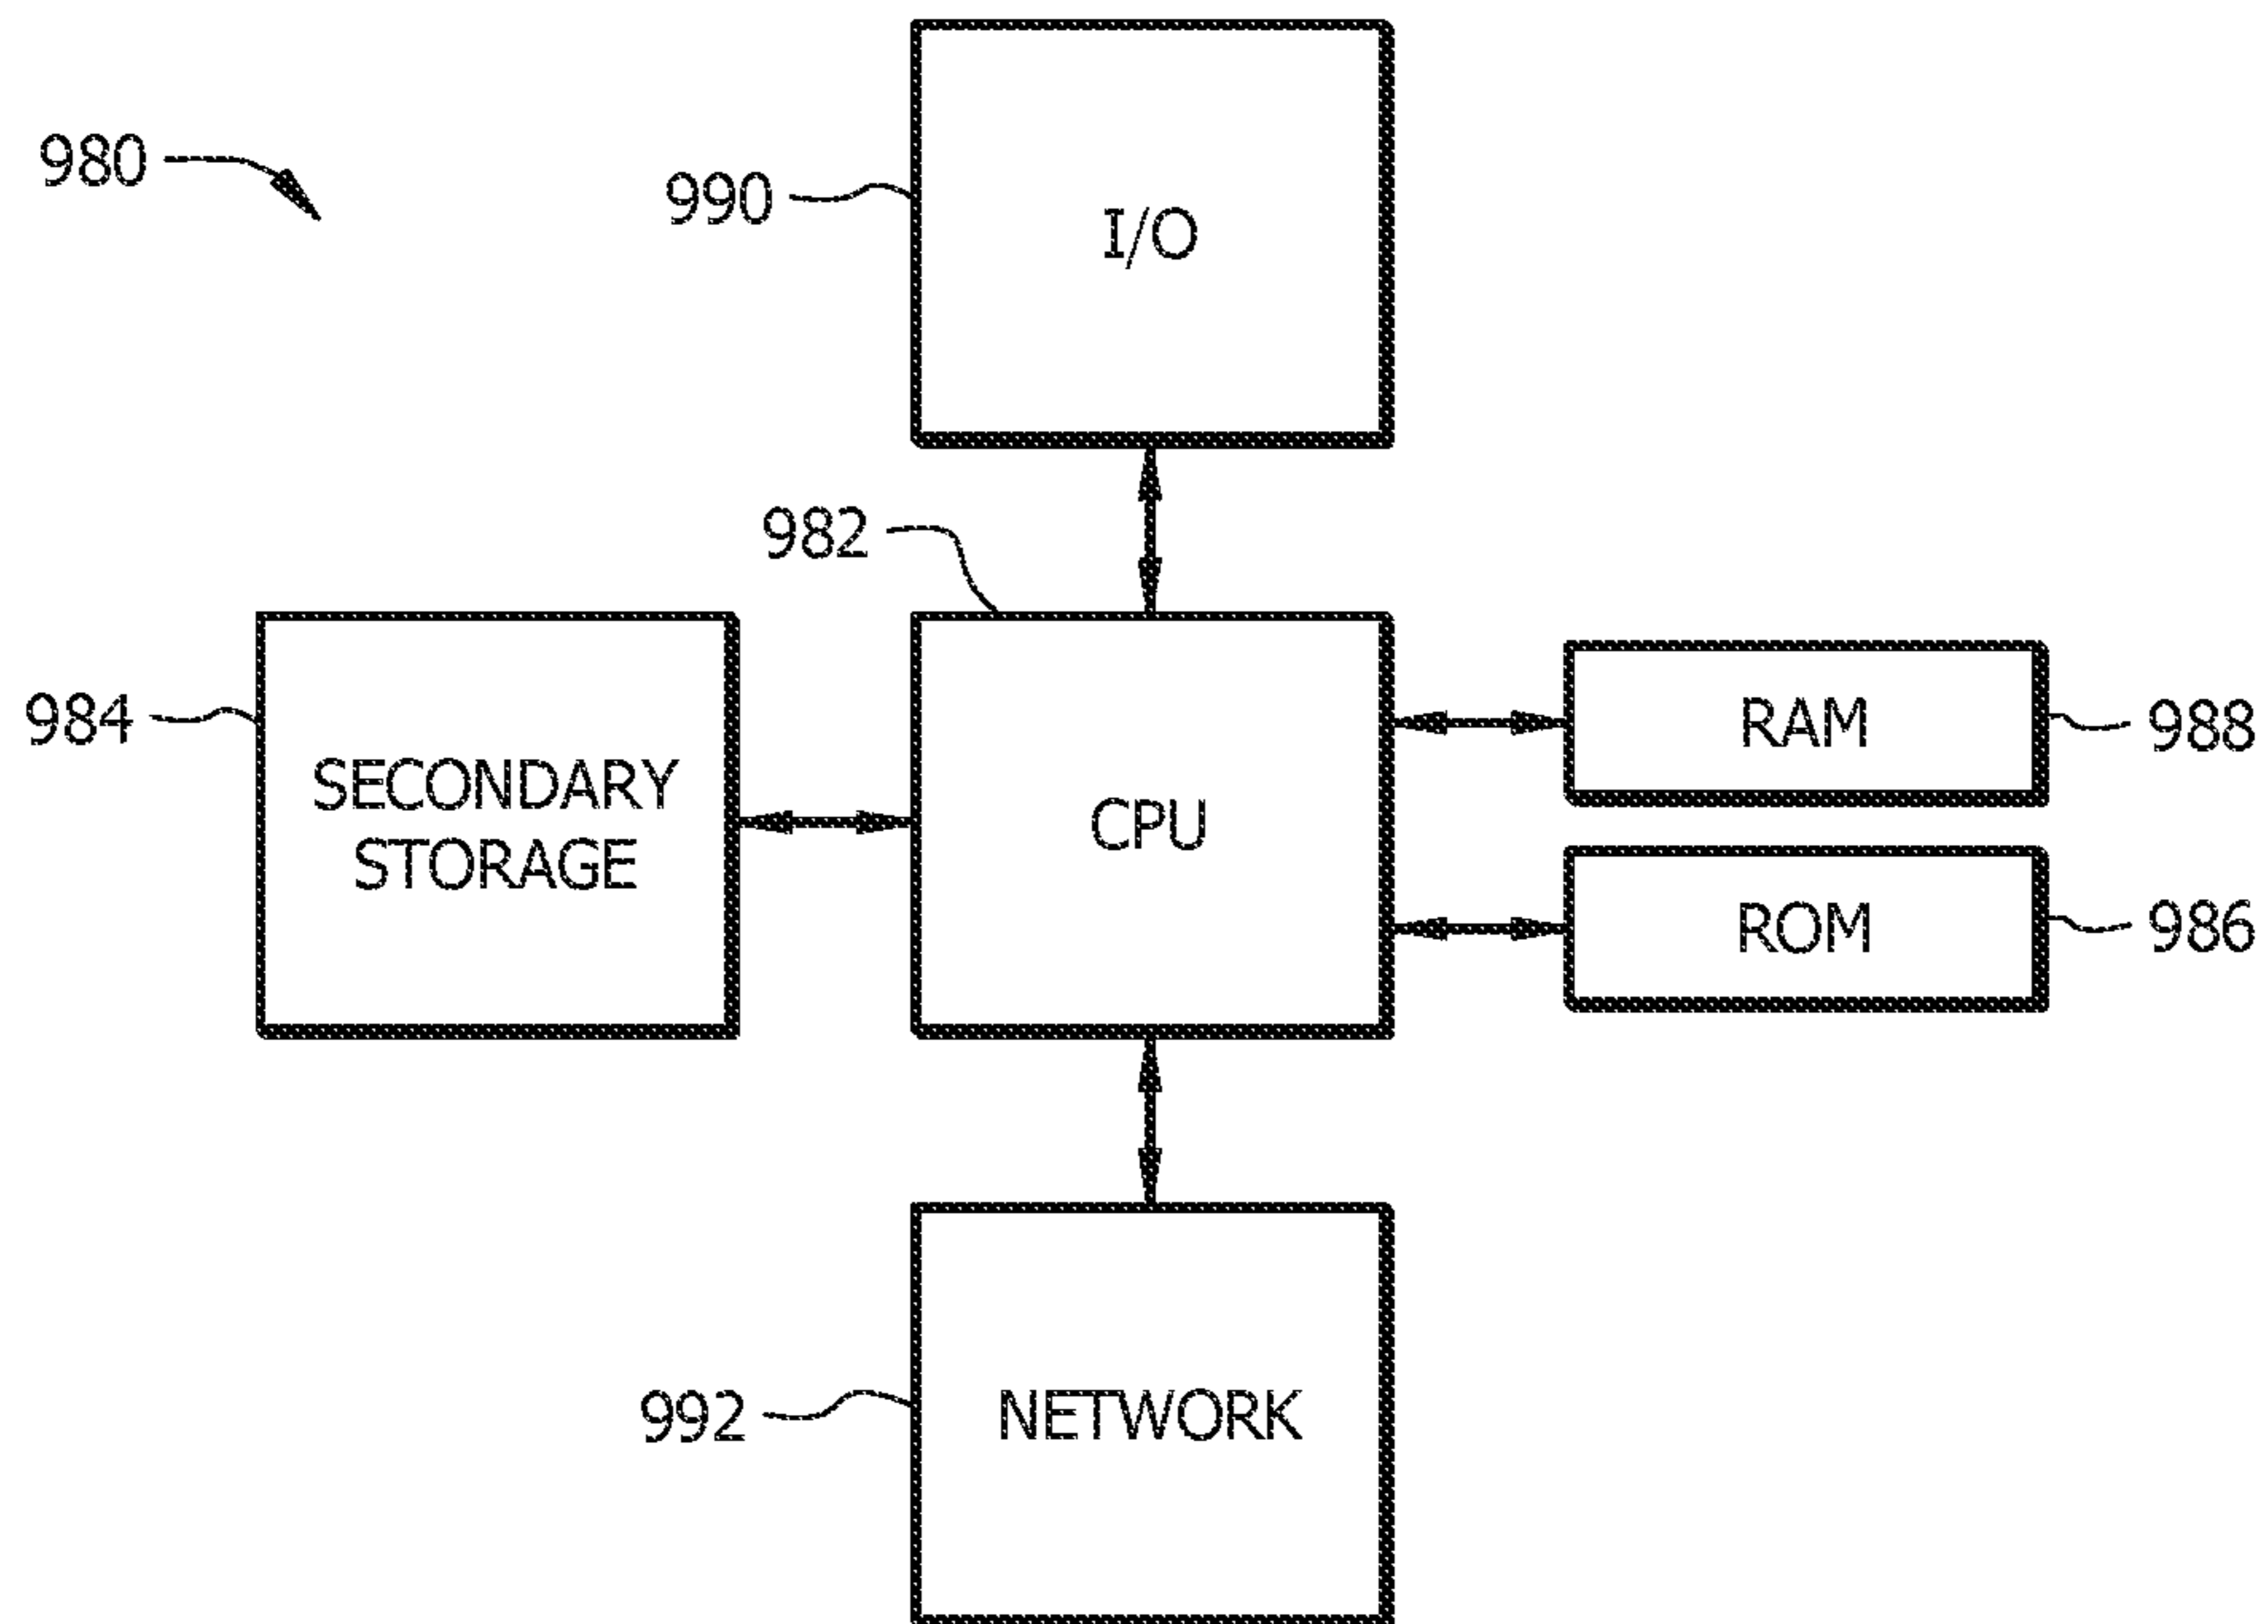 980
990
I/O
982
984
SECONDARY
STORAGE
CPU
RAM
988
ROM
986
992
NETWORK